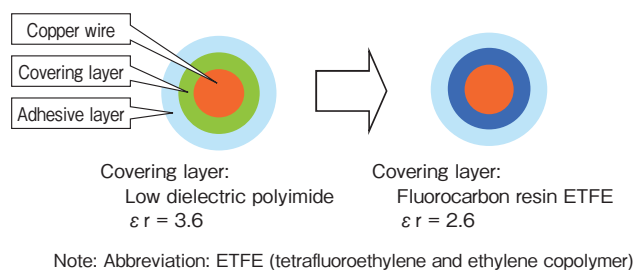 Copper wire
Covering layer
Adhesive layer
Covering layer:
Low dielectric polyimide
εr = 3.6
Covering layer:
Fluorocarbon resin ETFE
εr = 2.6
Note: Abbreviation: ETFE (tetrafluoroethylene and ethylene copolymer)